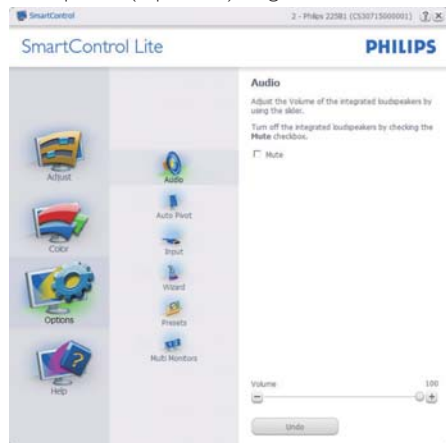 SmartControl
2 - Philips 225B1 (CS30715000001)
SmartControl Lite
PHILIPS
Audio
Adjust the Volume of the integrated loudspeakers by
using the slider.
Turn off the integrated loudspeakers by checking the
Mute checkbox.
Mute
Adjust
Color
Options
Help
Audio
Auto Pivot
Input
Wizard
Presets
Multi Monitors
Volume 100
Undo